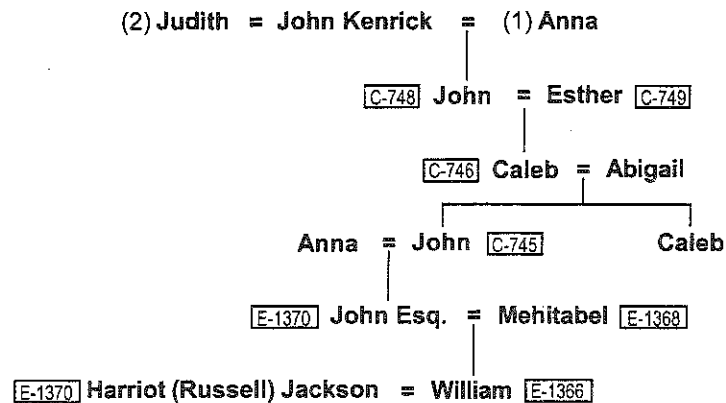 (2) Judith = John Kenrick = (1) Anna
C-748 John = Esther C-749
C-746 Caleb = Abigail
Anna = John C-745 Caleb
E-1370 John Esq. = Mehitabel E-1368
E-1370 Harriot (Russell) Jackson = William E-1366